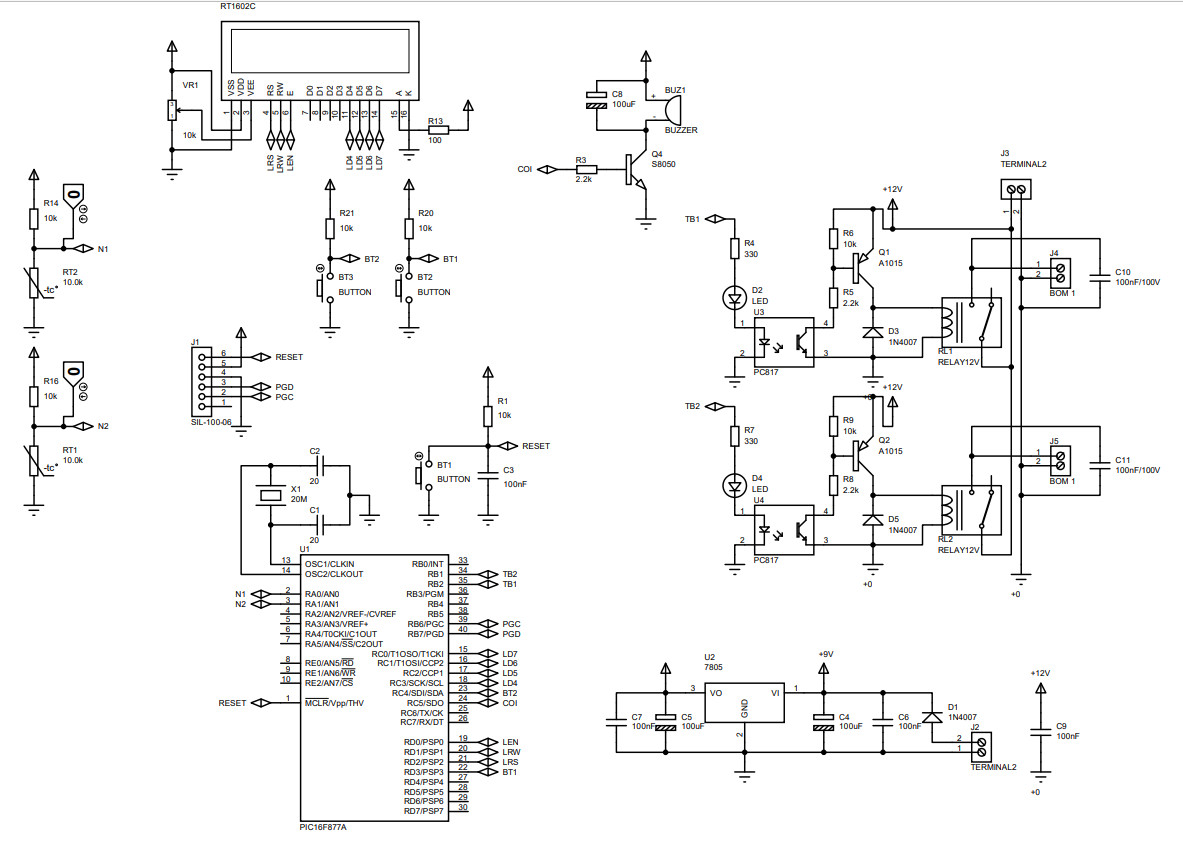 RT1602C
VSS
VDD
VEE
RS
RW
E
D0
D1
D2
D3
D4
D5
D6
D7
A
K
1
2
3
4
5
6
7
8
9
10
11
12
13
14
15
16
LRS
LRW
LEN
LD4
LD5
LD6
LD7
VR1
10k
R13
100
C8
100uF
BUZ1
+
-
BUZZER
COI
R3
2.2k
Q4
S8050
R14
10k
0
N1
RT2
10.0k
-tc°
R16
10k
0
N2
RT1
10.0k
-tc°
R21
10k
BT2
BT3
BUTTON
R20
10k
BT1
BT2
BUTTON
J1
6
5
4
3
2
1
RESET
PGD
PGC
SIL-100-06
R1
10k
RESET
BT1
BUTTON
C3
100nF
C2
20
X1
20M
C1
20
TB1
R4
330
D2
LED
U3
1
2
4
3
PC817
+12V
R6
10k
Q1
A1015
R5
2.2k
D3
1N4007
RL1
RELAY12V
J3
TERMINAL2
1
2
J4
1
2
BOM 1
C10
100nF/100V
TB2
R7
330
D4
LED
U4
1
2
4
3
PC817
+0
+12V
R9
10k
Q2
A1015
R8
2.2k
D5
1N4007
+0
RL2
RELAY12V
J5
1
2
BOM 1
C11
100nF/100V
+0
U1
13 OSC1/CLKIN
14 OSC2/CLKOUT
N1 2 RA0/AN0
N2 3 RA1/AN1
4 RA2/AN2/VREF-/CVREF
5 RA3/AN3/VREF+
6 RA4/T0CKI/C1OUT
7 RA5/AN4/SS/C2OUT
8 RE0/AN5/RD
9 RE1/AN6/WR
10 RE2/AN7/CS
RESET 1 MCLR/Vpp/THV
RB0/INT 33
RB1 34 TB2
RB2 35 TB1
RB3/PGM 36
RB4 37
RB5 38
RB6/PGC 39 PGC
RB7/PGD 40 PGD
RC0/T1OSO/T1CKI 15 LD7
RC1/T1OSI/CCP2 16 LD6
RC2/CCP1 17 LD5
RC3/SCK/SCL 18 LD4
RC4/SDI/SDA 23 BT2
RC5/SDO 24 COI
RC6/TX/CK 25
RC7/RX/DT 26
RD0/PSP0 19 LEN
RD1/PSP1 20 LRW
RD2/PSP2 21 LRS
RD3/PSP3 22 BT1
RD4/PSP4 27
RD5/PSP5 28
RD6/PSP6 29
RD7/PSP7 30
PIC16F877A
U2
7805
3 VO
VI 1
GND
2
+9V
C7
100nF
C5
100uF
C4
100uF
C6
100nF
D1
1N4007
J2
2
1
TERMINAL2
+12V
C9
100nF
+0